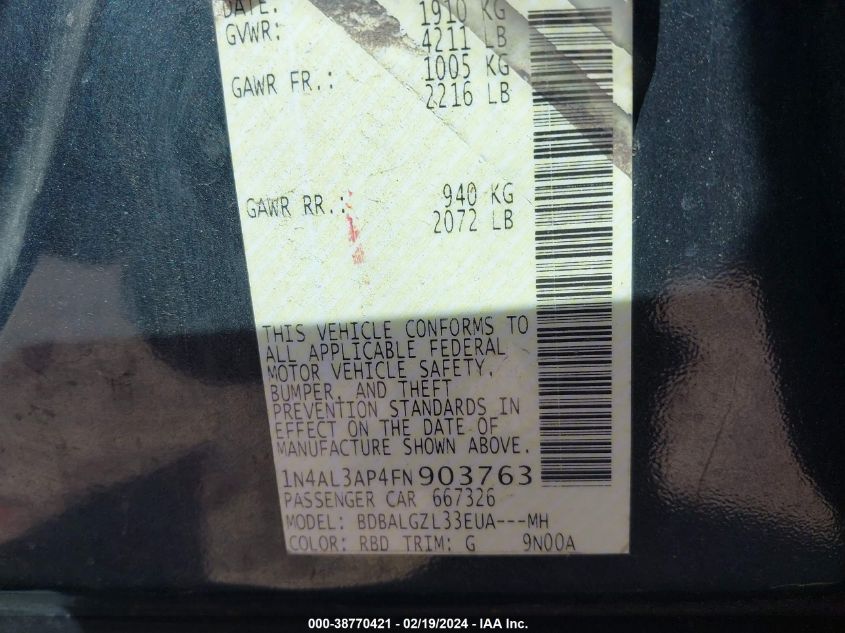 DATE: 1910 KG
GVWR: 4211 LB
GAWR FR.: 1005 KG
2216 LB
GAWR RR.: 940 KG
2072 LB
THIS VEHICLE CONFORMS TO
ALL APPLICABLE FEDERAL
MOTOR VEHICLE SAFETY,
BUMPER, AND THEFT
PREVENTION STANDARDS IN
EFFECT ON THE DATE OF
MANUFACTURE SHOWN ABOVE.
1N4AL3AP4FN903763
PASSENGER CAR 667326
MODEL: BDBALGZL33EUA---MH
COLOR: RBD TRIM: G 9N00A
000-38770421 - 02/19/2024 - IAA Inc.